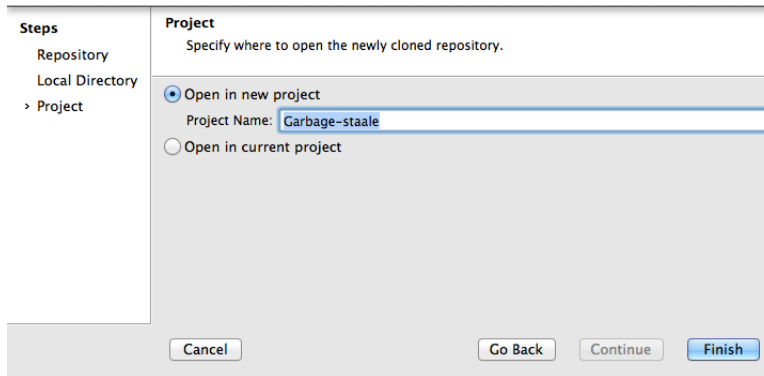 Steps
Repository
Local Directory
› Project
Project
Specify where to open the newly cloned repository.
Open in new project
Project Name: Garbage-staale
Open in current project
Cancel Go Back Continue Finish